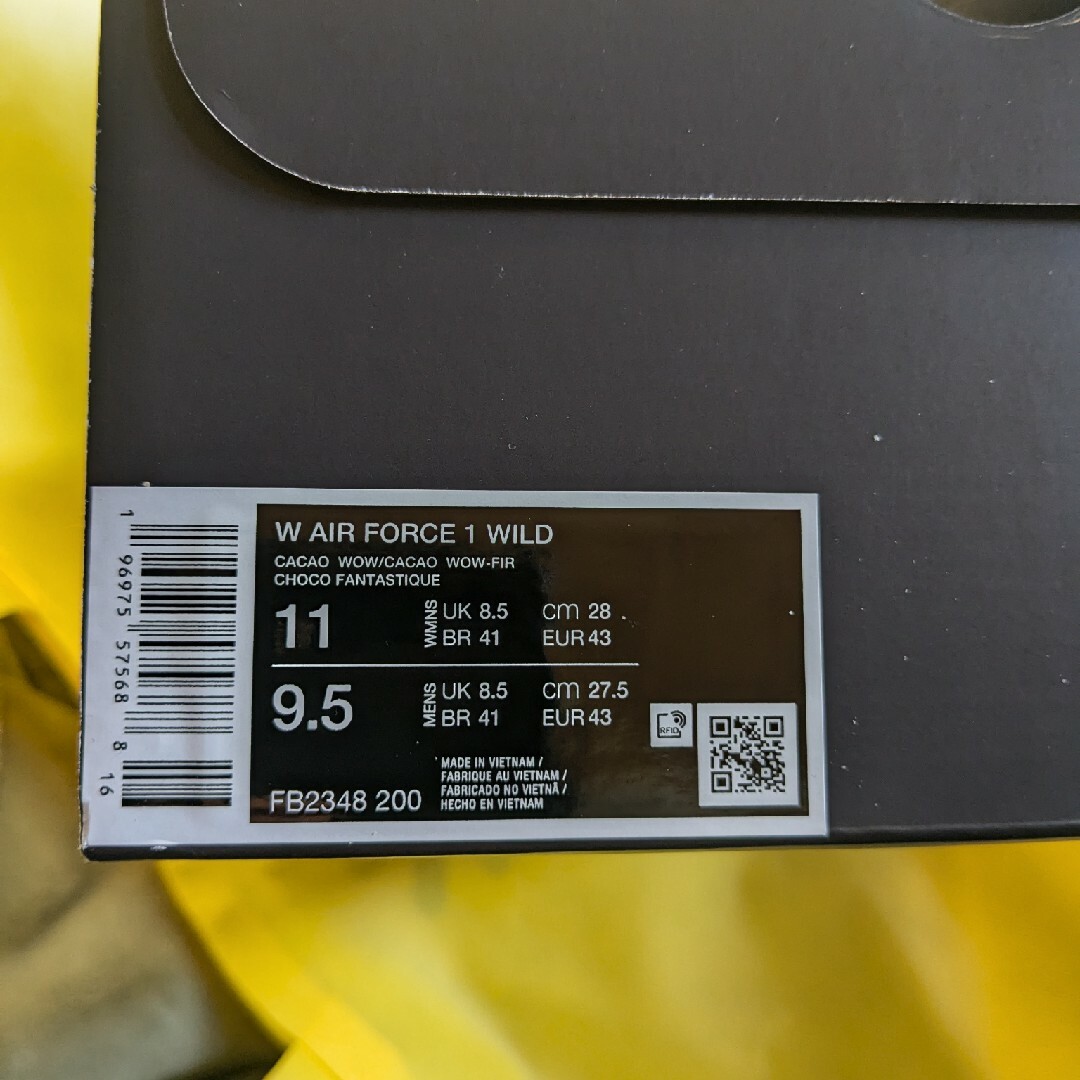 W AIR FORCE 1 WILD
CACAO WOW/CACAO WOW-FIR
CHOCO FANTASTIQUE
11 WMNS UK 8.5 cm 28
BR 41 EUR 43
9.5 MENS UK 8.5 cm 27.5
BR 41 EUR 43
RFID
MADE IN VIETNAM /
FABRIQUE AU VIETNAM /
FABRICADO NO VIETNÃ /
HECHO EN VIETNAM
FB2348 200
1 96975 57568 8 16